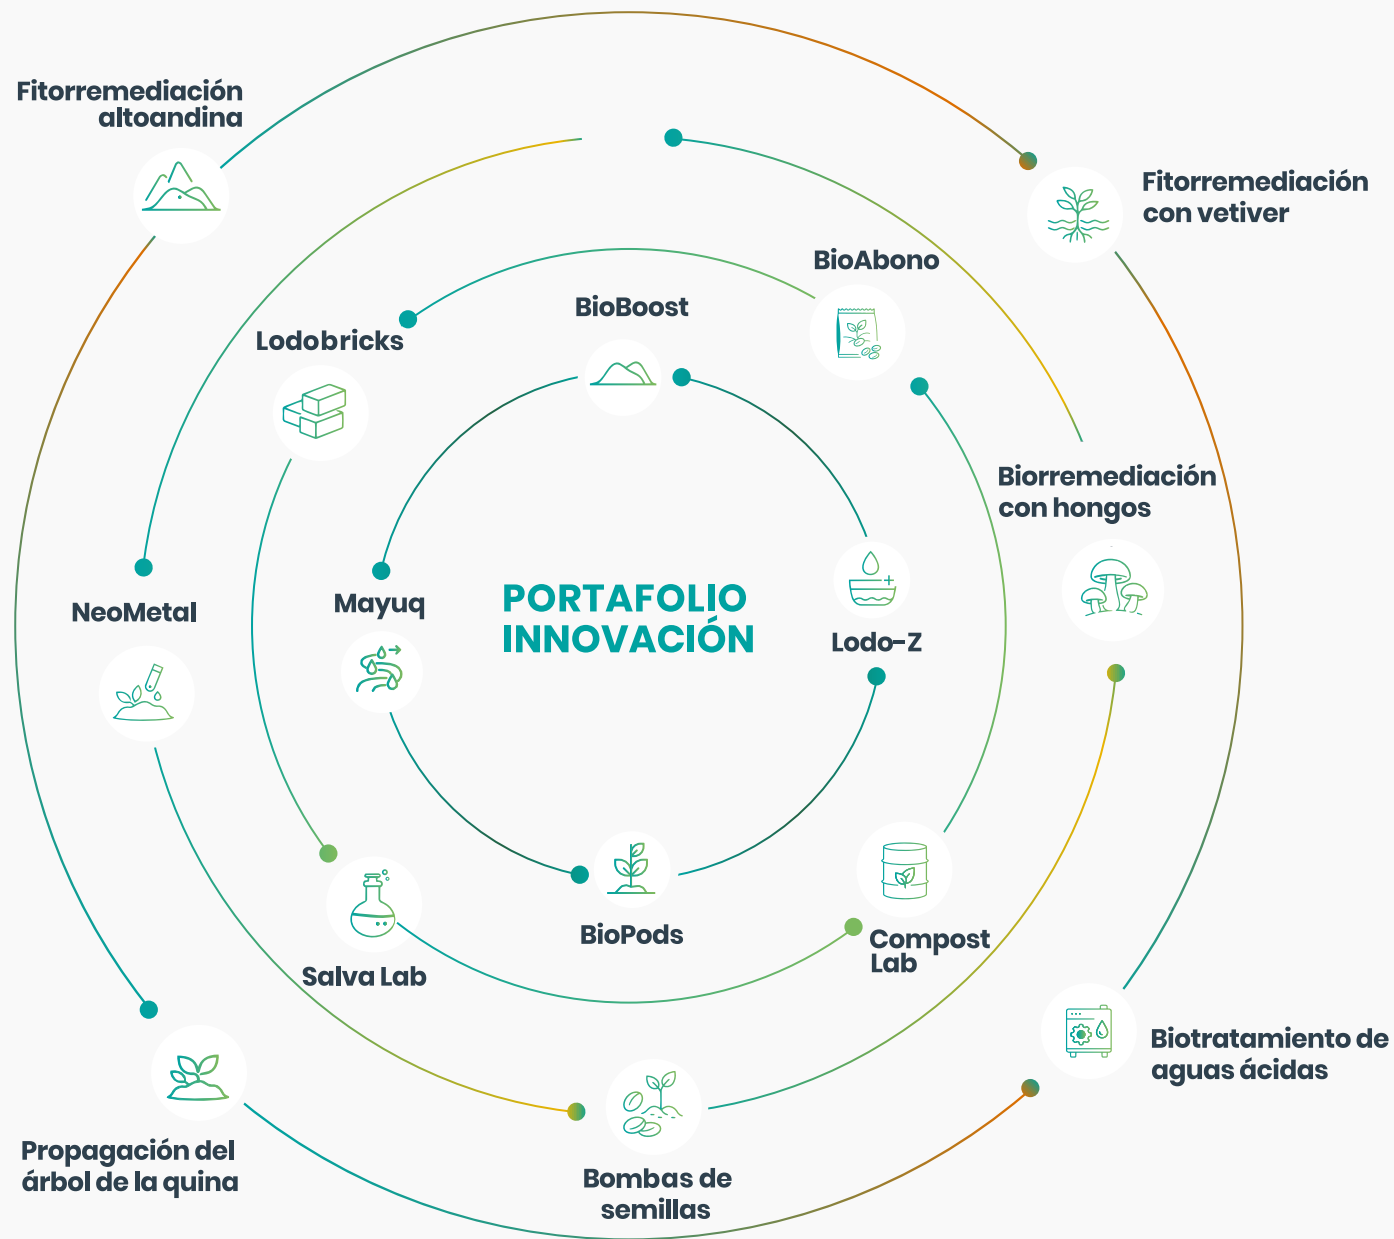 Fitorremediación
altoandina
Fitorremediación
con vetiver
BioAbono
BioBoost
Lodobricks
Biorremediación
con hongos
PORTAFOLIO
INNOVACIÓN
Mayuq
NeoMetal
Lodo-Z
BioPods
Compost
Lab
Salva Lab
Biotratamiento de
aguas ácidas
Propagación del
árbol de la quina
Bombas de
semillas